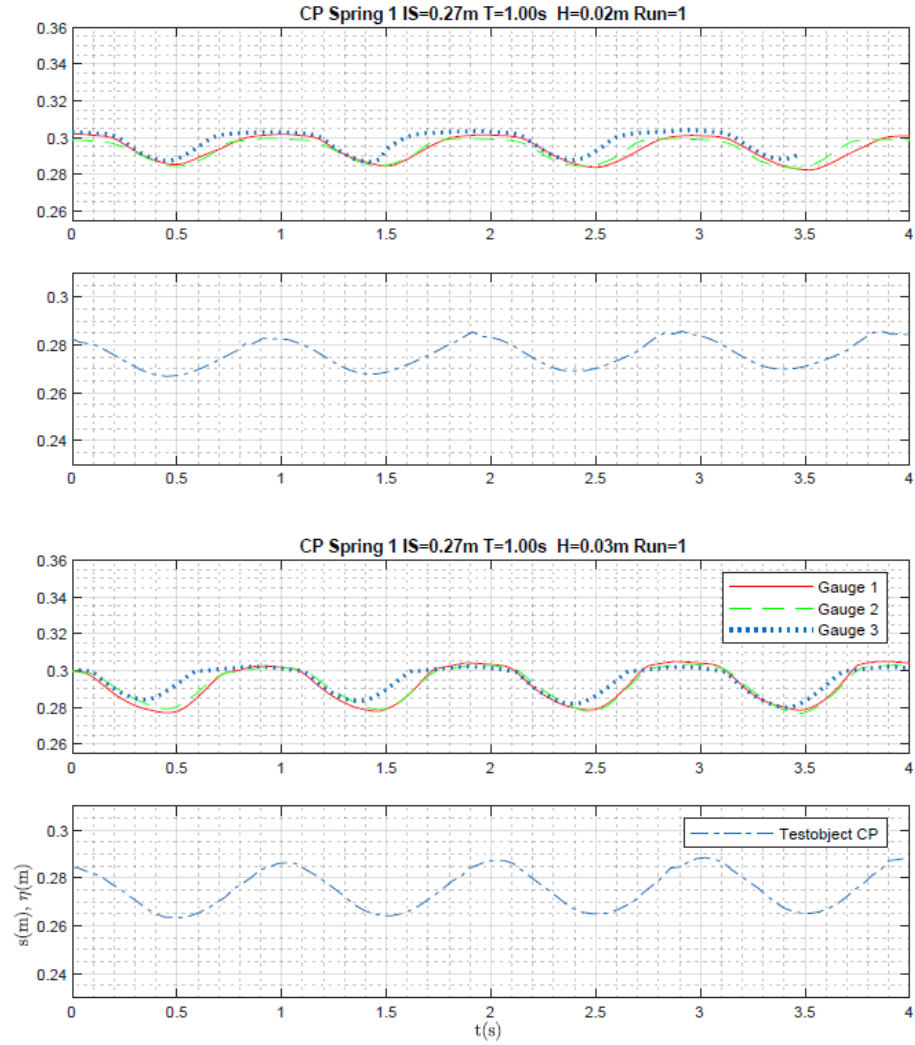 CP Spring 1 IS=0.27m T=1.00s  H=0.02m Run=1
0.36
0.34
0.32
0.3
0.28
0.26
0 0.5 1 1.5 2 2.5 3 3.5 4
0.3
0.28
0.26
0.24
0 0.5 1 1.5 2 2.5 3 3.5 4
CP Spring 1 IS=0.27m T=1.00s  H=0.03m Run=1
0.36
0.34
0.32
0.3
0.28
0.26
Gauge 1
Gauge 2
Gauge 3
0 0.5 1 1.5 2 2.5 3 3.5 4
s(m), η(m)
0.3
0.28
0.26
0.24
Testobject CP
0 0.5 1 1.5 2 2.5 3 3.5 4
t(s)